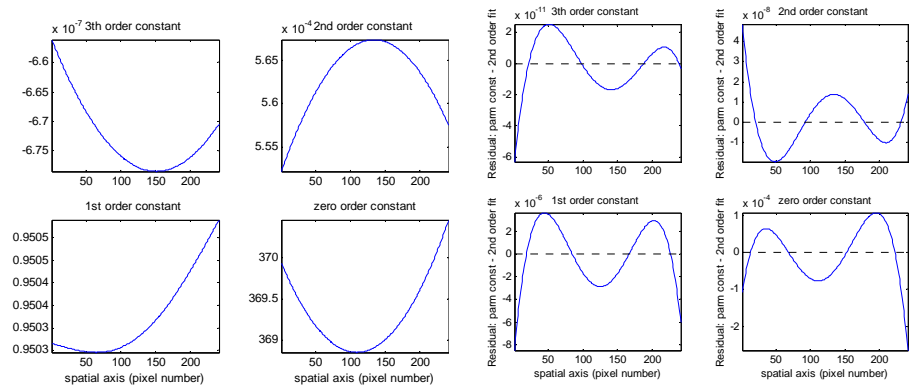 x 10^-7 3th order constant
-6.6
-6.65
-6.7
-6.75
50 100 150 200
x 10^-4 2nd order constant
5.65
5.6
5.55
50 100 150 200
x 10^-11 3th order constant
2
0
-2
-4
-6
50 100 150 200
Residual: parm const - 2nd order fit
x 10^-8 2nd order constant
4
3
2
1
0
-1
50 100 150 200
Residual: parm const - 2nd order fit
1st order constant
0.9505
0.9505
0.9504
0.9504
0.9503
0.9503
50 100 150 200
spatial axis (pixel number)
zero order constant
370
369.5
369
50 100 150 200
spatial axis (pixel number)
x 10^-6 1st order constant
2
0
-2
-4
-6
-8
50 100 150 200
spatial axis (pixel number)
Residual: parm const - 2nd order fit
x 10^-4 zero order constant
1
0
-1
-2
50 100 150 200
spatial axis (pixel number)
Residual: parm const - 2nd order fit